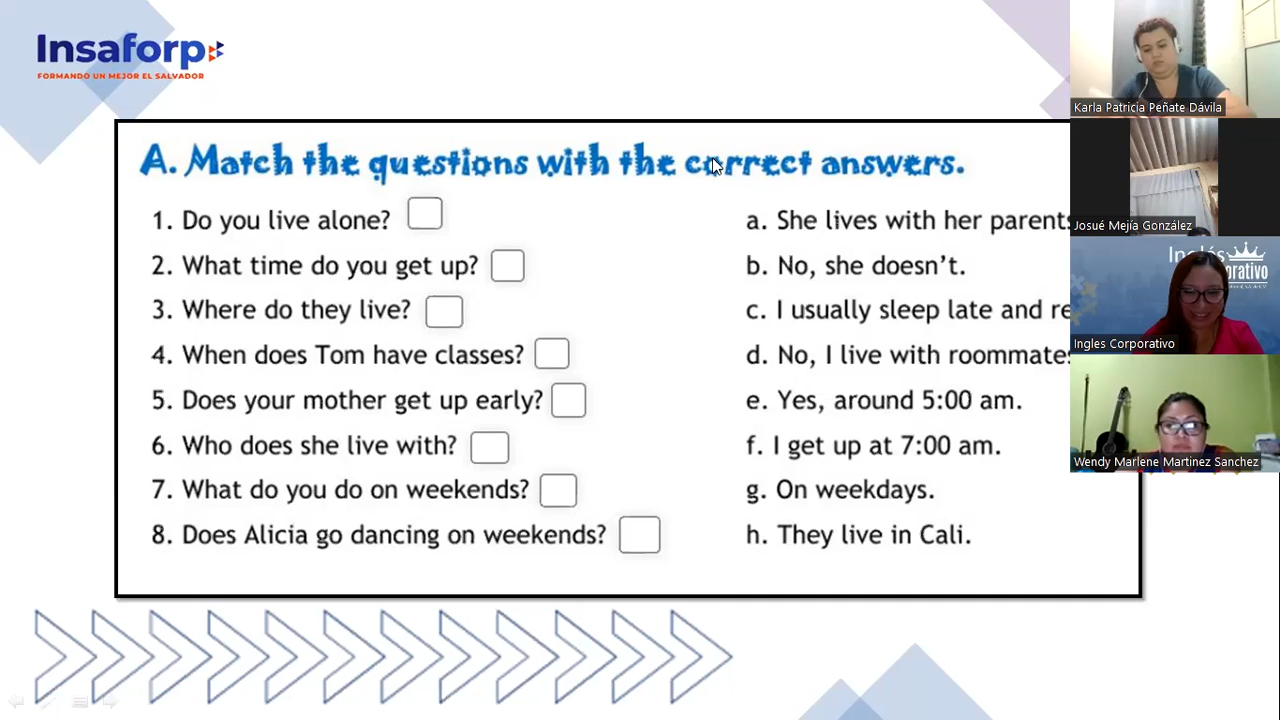 Insaforp
FORMANDO UN MEJOR EL SALVADOR
A. Match the questions with the correct answers.
1. Do you live alone?
2. What time do you get up?
3. Where do they live?
4. When does Tom have classes?
5. Does your mother get up early?
6. Who does she live with?
7. What do you do on weekends?
8. Does Alicia go dancing on weekends?
a. She lives with her parents
b. No, she doesn't.
c. I usually sleep late and re
d. No, I live with roommates
e. Yes, around 5:00 am.
f. I get up at 7:00 am.
g. On weekdays.
h. They live in Cali.
Karla Patricia Peñate Dávila
Josué Mejía González
Inglés
orativo
Ingles Corporativo
Wendy Marlene Martinez Sanchez